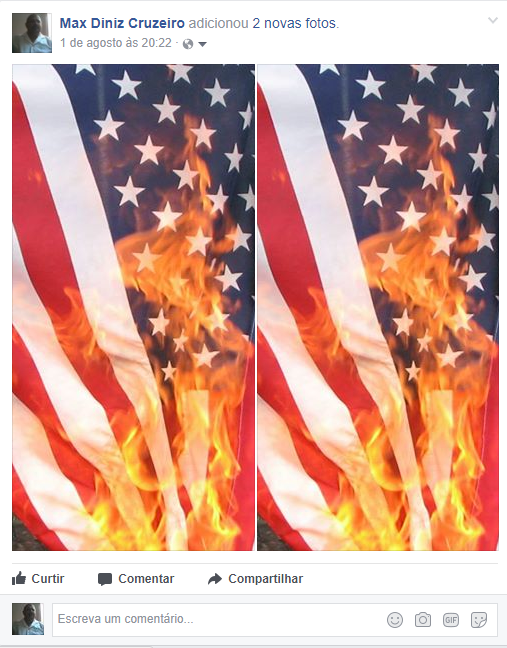 Max Diniz Cruzeiro adicionou 2 novas fotos.
1 de agosto às 20:22 ·
Curtir Comentar Compartilhar
Escreva um comentário... GIF